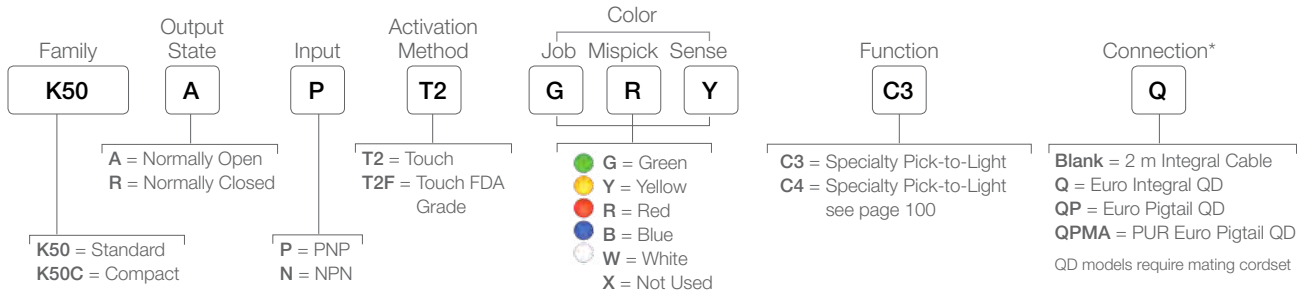 Color
Family
Output State
Input
Activation Method
Job Mispick Sense
Function
Connection*
K50
A
P
T2
G
R
Y
C3
Q
K50 = Standard
K50C = Compact
A = Normally Open
R = Normally Closed
P = PNP
N = NPN
T2 = Touch
T2F = Touch FDA
Grade
G = Green
Y = Yellow
R = Red
B = Blue
W = White
X = Not Used
C3 = Specialty Pick-to-Light
C4 = Specialty Pick-to-Light
see page 100
Blank = 2 m Integral Cable
Q = Euro Integral QD
QP = Euro Pigtail QD
QPMA = PUR Euro Pigtail QD
QD models require mating cordset